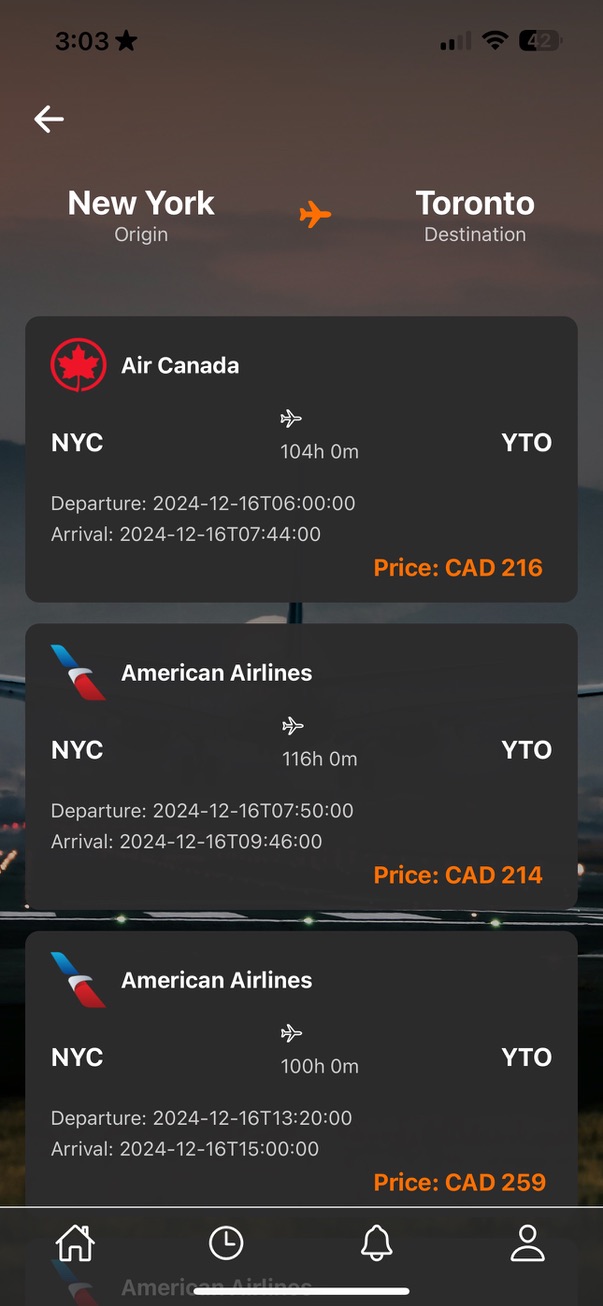 3:03
42
New York
Toronto
Origin
Destination
Air Canada
NYC
104h 0m
YTO
Departure: 2024-12-16T06:00:00
Arrival: 2024-12-16T07:44:00
Price: CAD 216
American Airlines
NYC
116h 0m
YTO
Departure: 2024-12-16T07:50:00
Arrival: 2024-12-16T09:46:00
Price: CAD 214
American Airlines
NYC
100h 0m
YTO
Departure: 2024-12-16T13:20:00
Arrival: 2024-12-16T15:00:00
Price: CAD 259
American Airlines